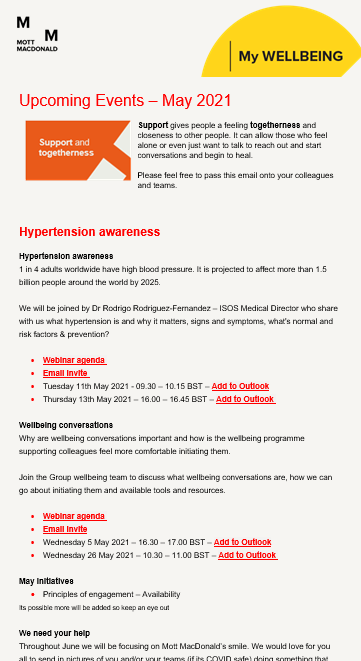 M
M
MOTT
MACDONALD
My WELLBEING
Upcoming Events – May 2021
Support and
togetherness
Support gives people a feeling togetherness and
closeness to other people. It can allow those who feel
alone or even just want to talk to reach out and start
conversations and begin to heal.
Please feel free to pass this email onto your colleagues
and teams.
Hypertension awareness
Hypertension awareness
1 in 4 adults worldwide have high blood pressure. It is projected to affect more than 1.5
billion people around the world by 2025.
We will be joined by Dr Rodrigo Rodriguez-Fernandez – ISOS Medical Director who share
with us what hypertension is and why it matters, signs and symptoms, what's normal and
risk factors & prevention?
• Webinar agenda
• Email Invite
• Tuesday 11th May 2021 - 09.30 – 10.15 BST – Add to Outlook
• Thursday 13th May 2021 – 16.00 – 16.45 BST – Add to Outlook
Wellbeing conversations
Why are wellbeing conversations important and how is the wellbeing programme
supporting colleagues feel more comfortable initiating them.
Join the Group wellbeing team to discuss what wellbeing conversations are, how we can
go about initiating them and available tools and resources.
• Webinar agenda
• Email Invite
• Wednesday 5 May 2021 – 16.30 – 17.00 BST – Add to Outlook
• Wednesday 26 May 2021 – 10.30 – 11.00 BST – Add to Outlook
May initiatives
• Principles of engagement – Availability
Its possible more will be added so keep an eye out
We need your help
Throughout June we will be focusing on Mott MacDonald's smile. We would love for you
all to send in pictures of you and/or your teams (if its COVID safe) doing something that